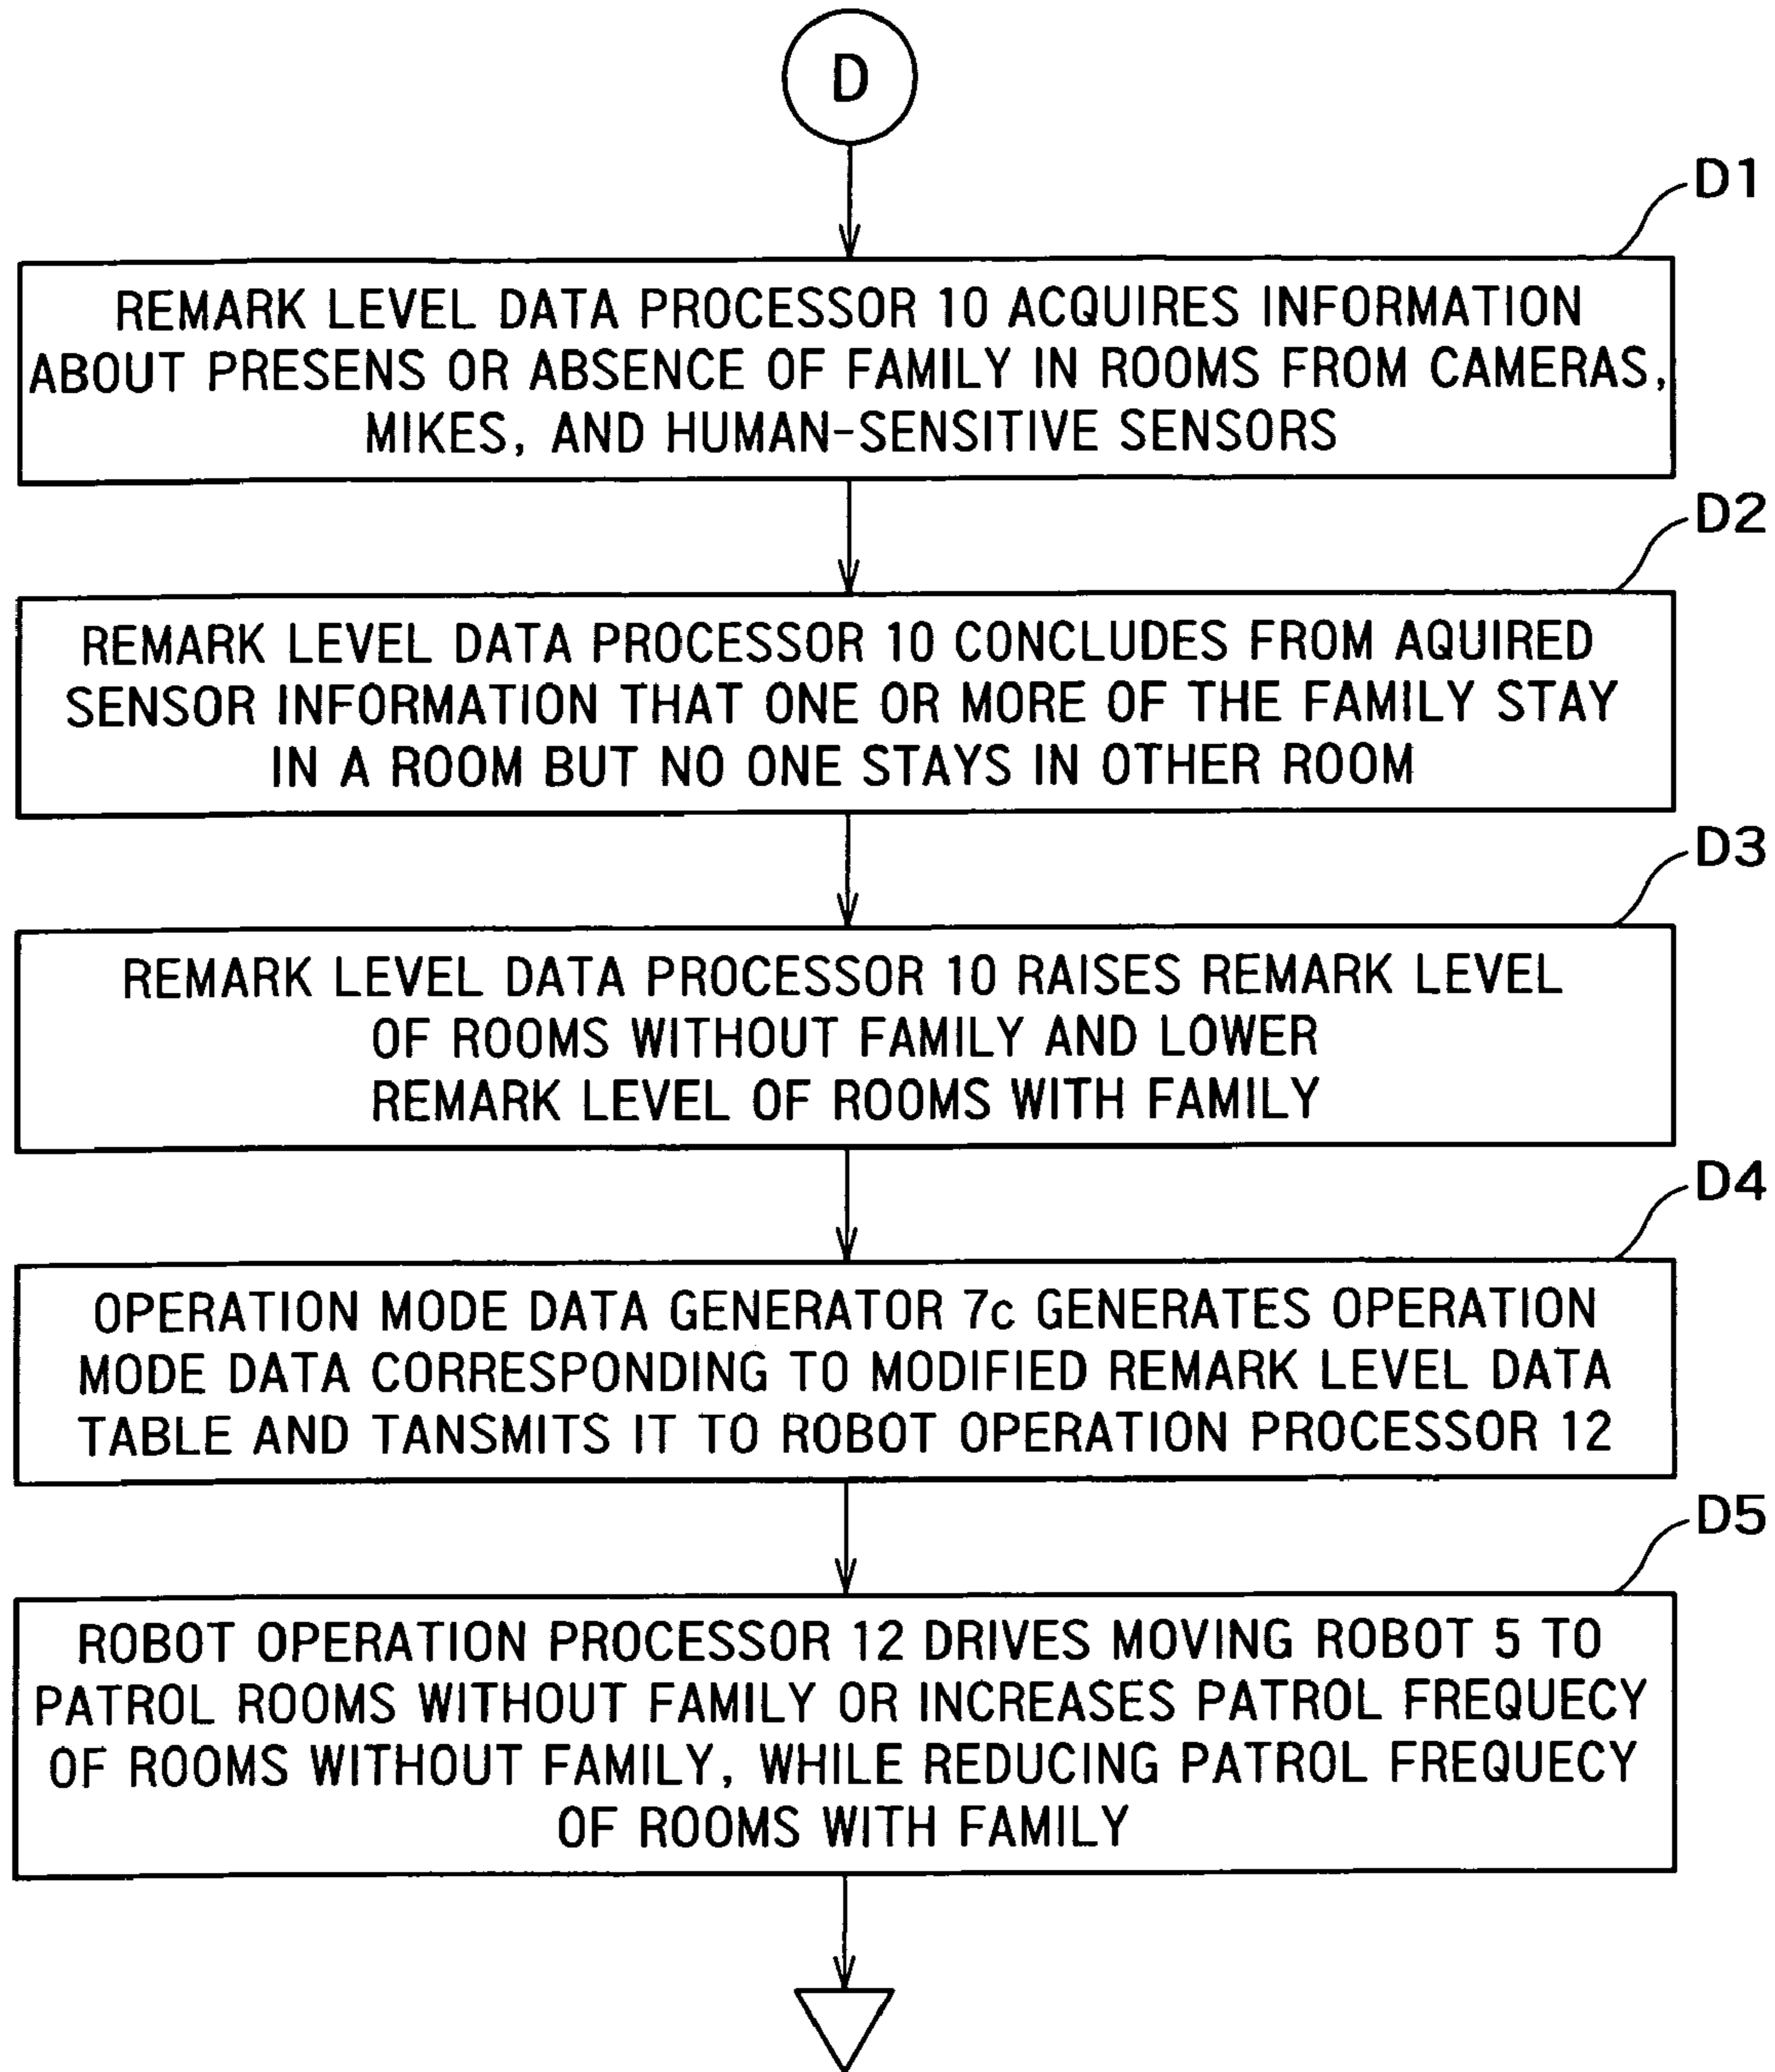 D
D1
REMARK LEVEL DATA PROCESSOR 10 ACQUIRES INFORMATION
ABOUT PRESENS OR ABSENCE OF FAMILY IN ROOMS FROM CAMERAS,
MIKES, AND HUMAN-SENSITIVE SENSORS
D2
REMARK LEVEL DATA PROCESSOR 10 CONCLUDES FROM AQUIRED
SENSOR INFORMATION THAT ONE OR MORE OF THE FAMILY STAY
IN A ROOM BUT NO ONE STAYS IN OTHER ROOM
D3
REMARK LEVEL DATA PROCESSOR 10 RAISES REMARK LEVEL
OF ROOMS WITHOUT FAMILY AND LOWER
REMARK LEVEL OF ROOMS WITH FAMILY
D4
OPERATION MODE DATA GENERATOR 7c GENERATES OPERATION
MODE DATA CORRESPONDING TO MODIFIED REMARK LEVEL DATA
TABLE AND TANSMITS IT TO ROBOT OPERATION PROCESSOR 12
D5
ROBOT OPERATION PROCESSOR 12 DRIVES MOVING ROBOT 5 TO
PATROL ROOMS WITHOUT FAMILY OR INCREASES PATROL FREQUECY
OF ROOMS WITHOUT FAMILY, WHILE REDUCING PATROL FREQUECY
OF ROOMS WITH FAMILY